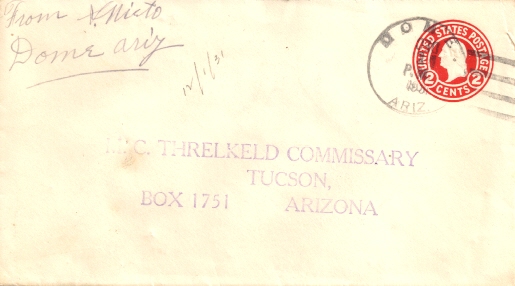 From X. Nieto
Dome Ariz
12/1/31
DOME
ARIZ.
UNITED STATES POSTAGE
2 CENTS 2
C. THRELKELD COMMISSARY
TUCSON,
BOX 1751 ARIZONA